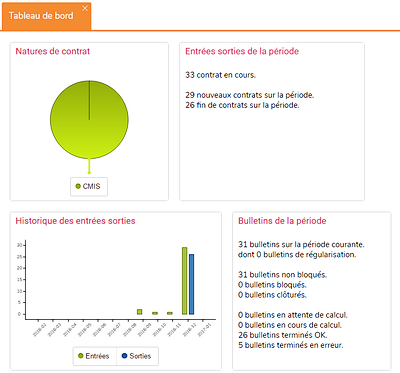 Tableau de bord
Natures de contrat
CMIS
Entrées sorties de la période
33 contrat en cours.
29 nouveaux contrats sur la période.
26 fin de contrats sur la période.
Historique des entrées sorties
30
25
20
15
10
5
0
2016-02
2016-03
2016-04
2016-05
2016-06
2016-07
2016-08
2016-09
2016-10
2016-11
2016-12
2017-01
Entrées
Sorties
Bulletins de la période
31 bulletins sur la période courante.
dont 0 bulletins de régularisation.
31 bulletins non bloqués.
0 bulletins bloqués.
0 bulletins clôturés.
0 bulletins en attente de calcul.
0 bulletins en cours de calcul.
26 bulletins terminés OK.
5 bulletins terminés en erreur.